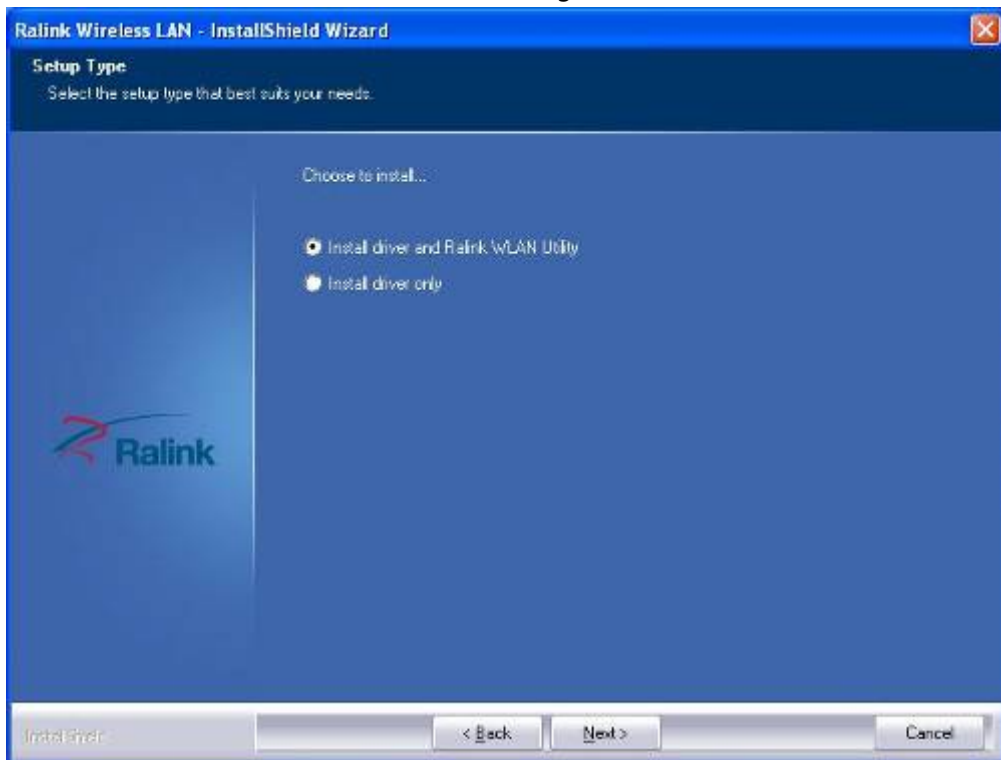 Ralink Wireless LAN - InstallShield Wizard
Setup Type
Select the setup type that best suits your needs.
Choose to install...
Install driver and Ralink WLAN Utility
Install driver only
Ralink
< Back
Next >
Cancel